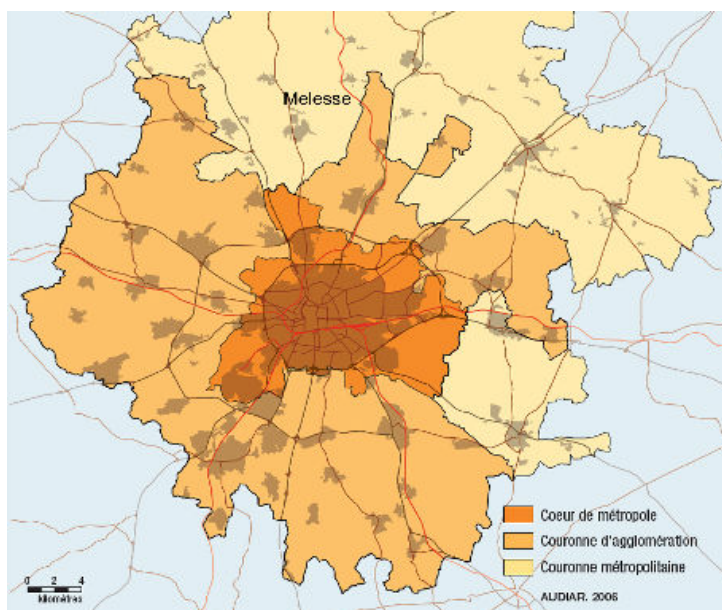 Melesse
Coeur de métropole
Couronne d'agglomération
Couronne métropolitaine
0 2 4
kilomètres
AUDIAR. 2006